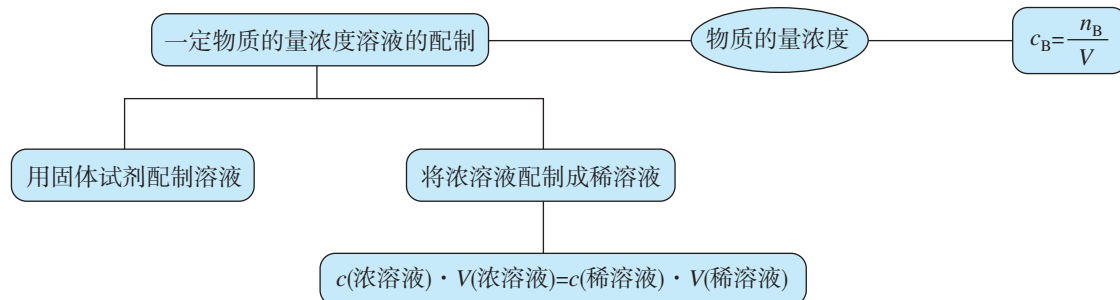 一定物质的量浓度溶液的配制
物质的量浓度
c_B=n_B/V
用固体试剂配制溶液
将浓溶液配制成稀溶液
c(浓溶液)·V(浓溶液)=c(稀溶液)·V(稀溶液)